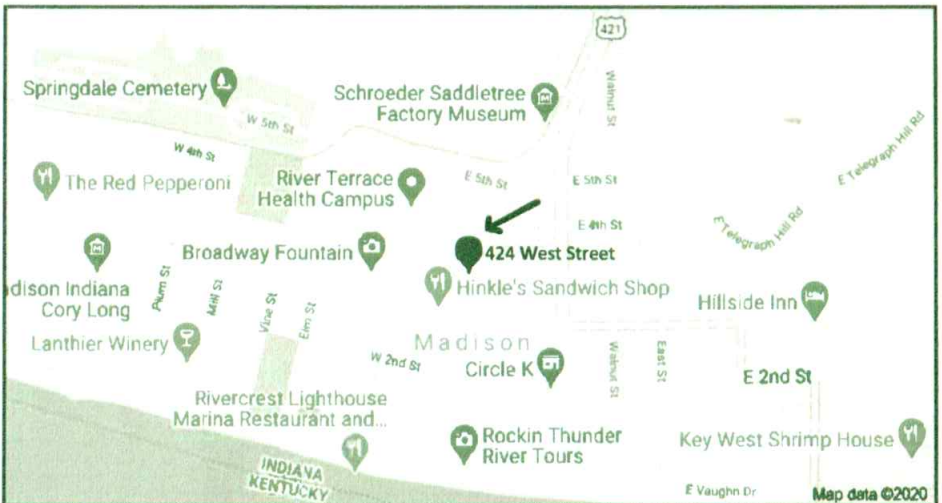 421
Springdale Cemetery
Schroeder Saddletree
Factory Museum
Walnut St
W 5th St
W 4th St
E Telegraph Hill Rd
The Red Pepperoni
River Terrace
Health Campus
E 5th St
E 5th St
E 4th St
E Telegraph Hill Rd
Broadway Fountain
424 West Street
dison Indiana
Cory Long
Plum St
Mill St
Vine St
Elm St
Hinkle's Sandwich Shop
Hillside Inn
Lanthier Winery
Madison
W 2nd St
Circle K
Walnut St
East St
E 2nd St
Rivercrest Lighthouse
Marina Restaurant and...
Rockin Thunder
River Tours
Key West Shrimp House
INDIANA
KENTUCKY
E Vaughn Dr
Map data ©2020